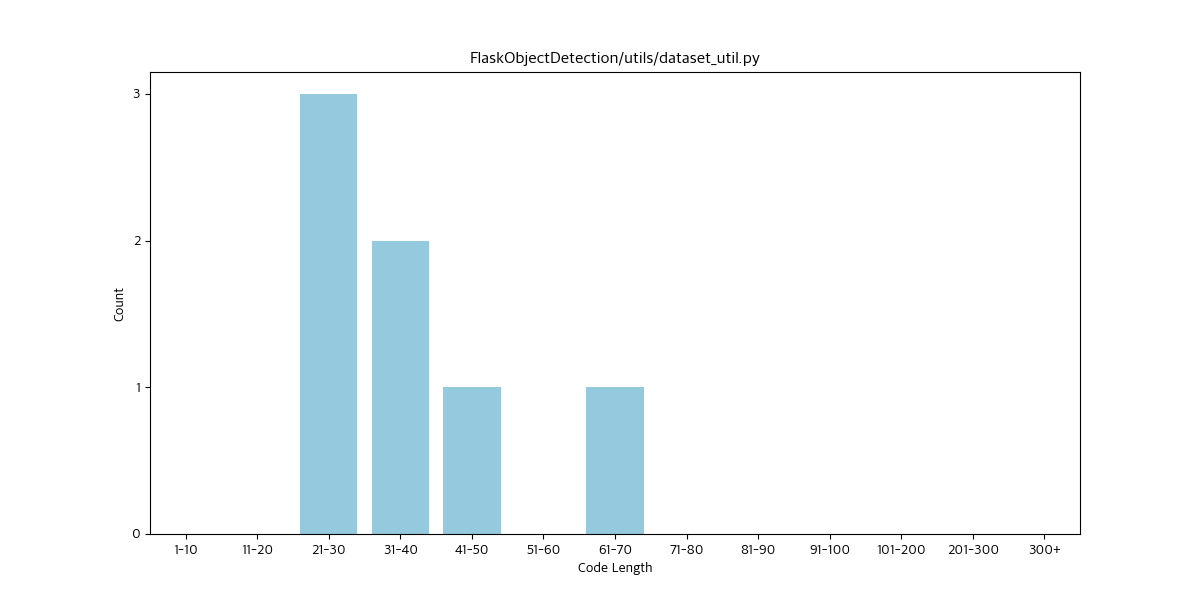 FlaskObjectDetection/utils/dataset_util.py
3
2
1
0
Count
1-10 11-20 21-30 31-40 41-50 51-60 61-70 71-80 81-90 91-100 101-200 201-300 300+
Code Length